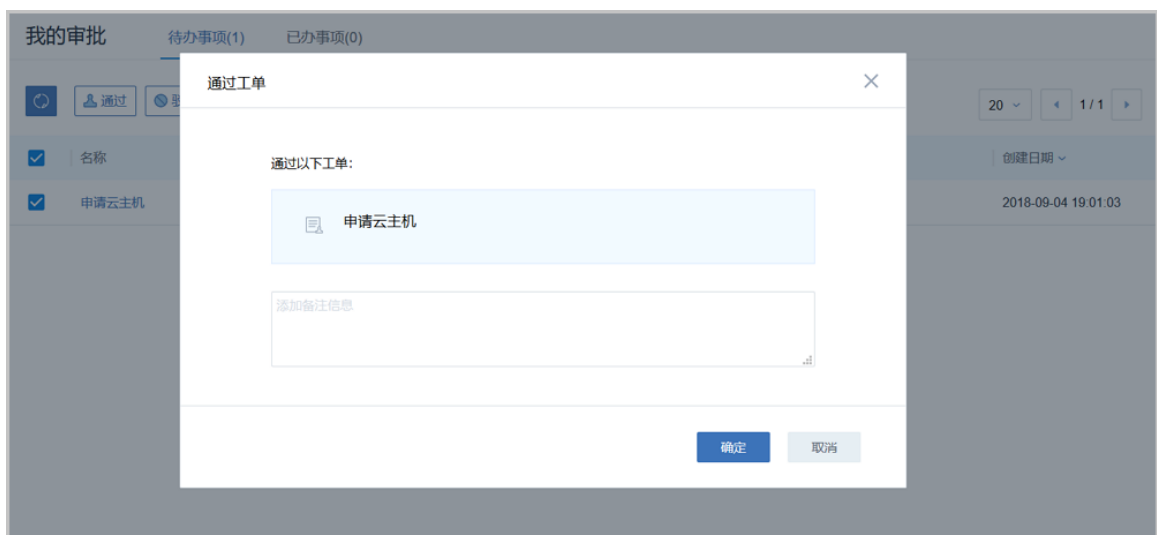 我的审批 待办事项(1) 已办事项(0)
通过工单
通过
20 1/1
名称 创建日期
通过以下工单:
申请云主机 2018-09-04 19:01:03
申请云主机
添加备注信息
确定 取消